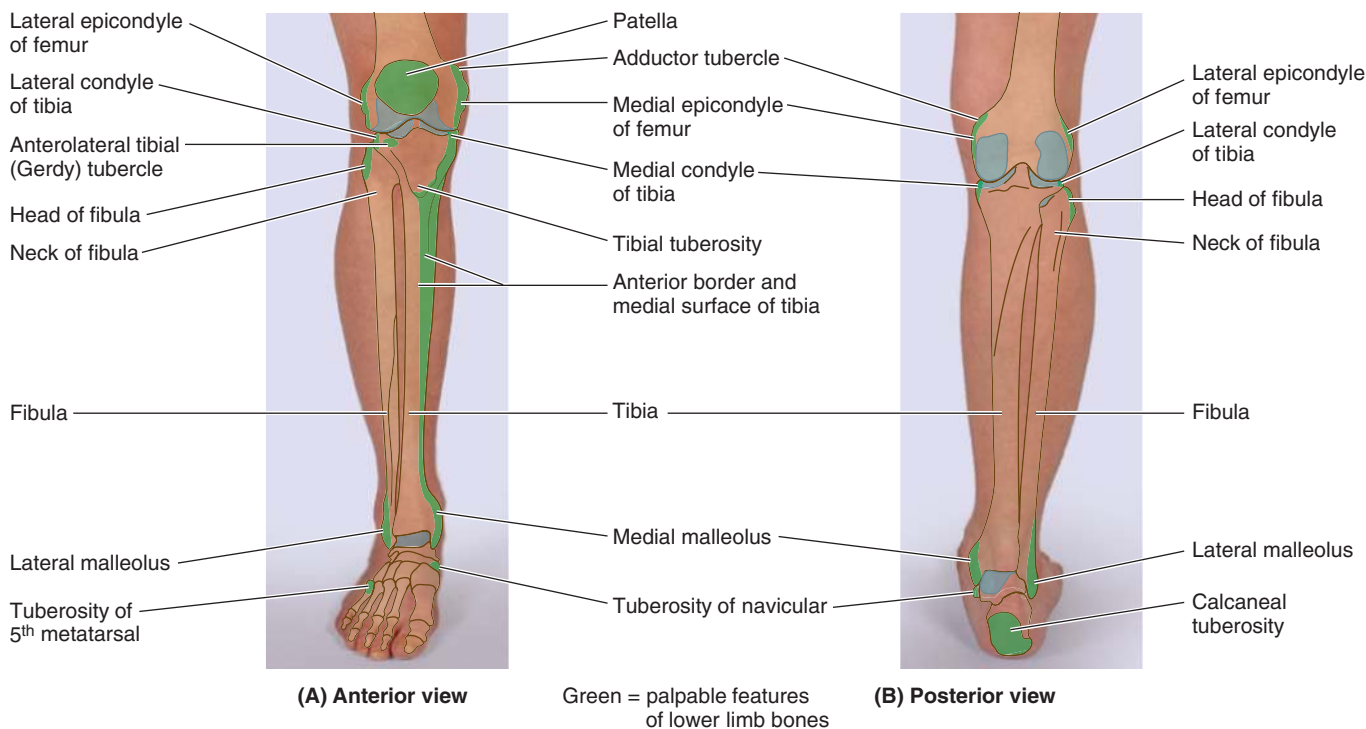 Lateral epicondyle
of femur
Lateral condyle
of tibia
Anterolateral tibial
(Gerdy) tubercle
Head of fibula
Neck of fibula
Fibula
Lateral malleolus
Tuberosity of
5th metatarsal
Patella
Adductor tubercle
Medial epicondyle
of femur
Medial condyle
of tibia
Tibial tuberosity
Anterior border and
medial surface of tibia
Tibia
Medial malleolus
Tuberosity of navicular
Lateral epicondyle
of femur
Lateral condyle
of tibia
Head of fibula
Neck of fibula
Fibula
Lateral malleolus
Calcaneal
tuberosity
(A) Anterior view
Green = palpable features
of lower limb bones
(B) Posterior view